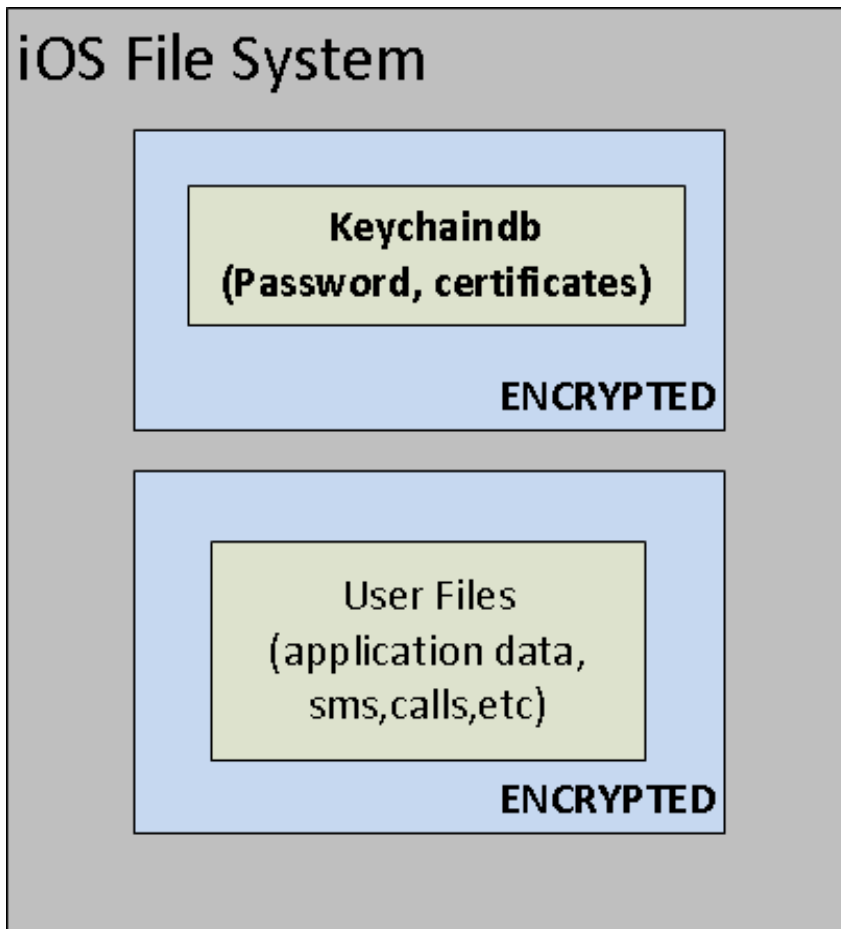 iOS File System
Keychaindb
(Password, certificates)
ENCRYPTED
User Files
(application data,
sms,calls,etc)
ENCRYPTED